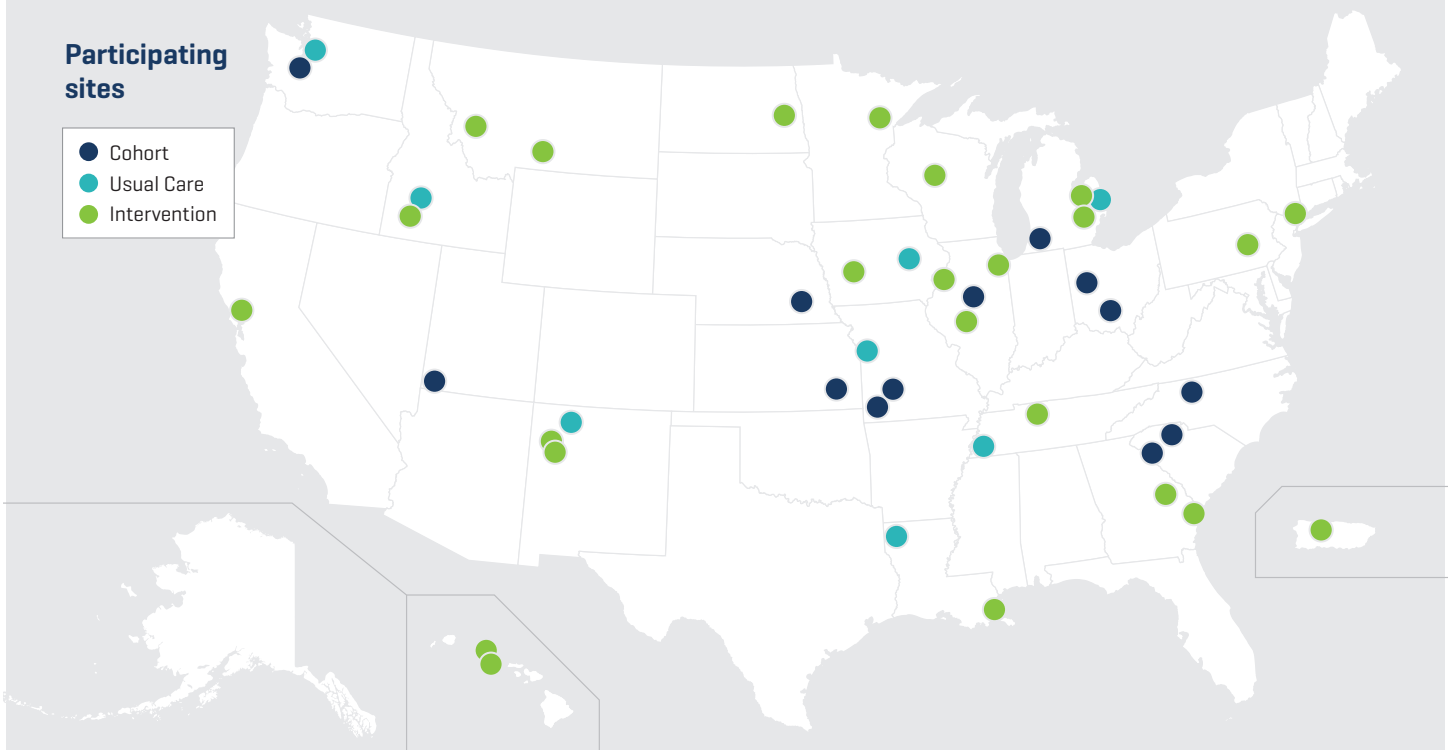 Participating
sites
Cohort
Usual Care
Intervention